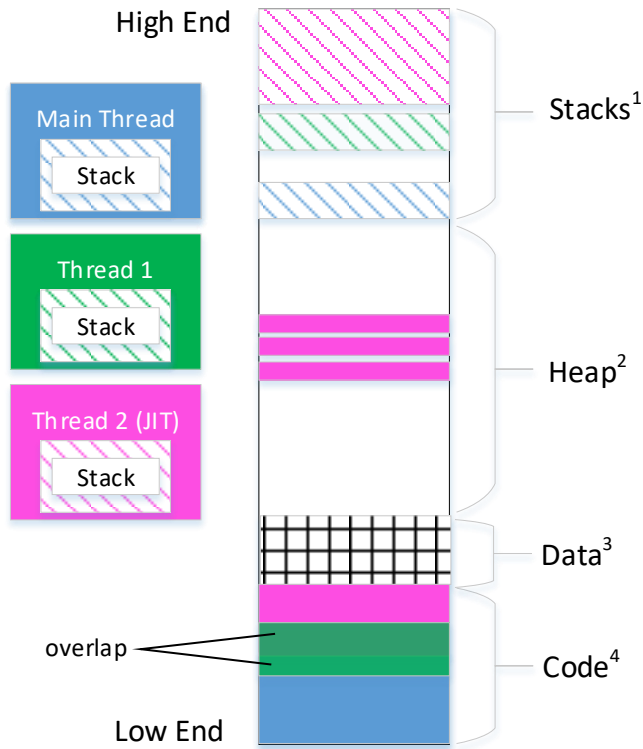 High End
Main Thread
Stack
Thread 1
Stack
Thread 2 (JIT)
Stack
Stacks1
Heap2
Data3
overlap
Code4
Low End